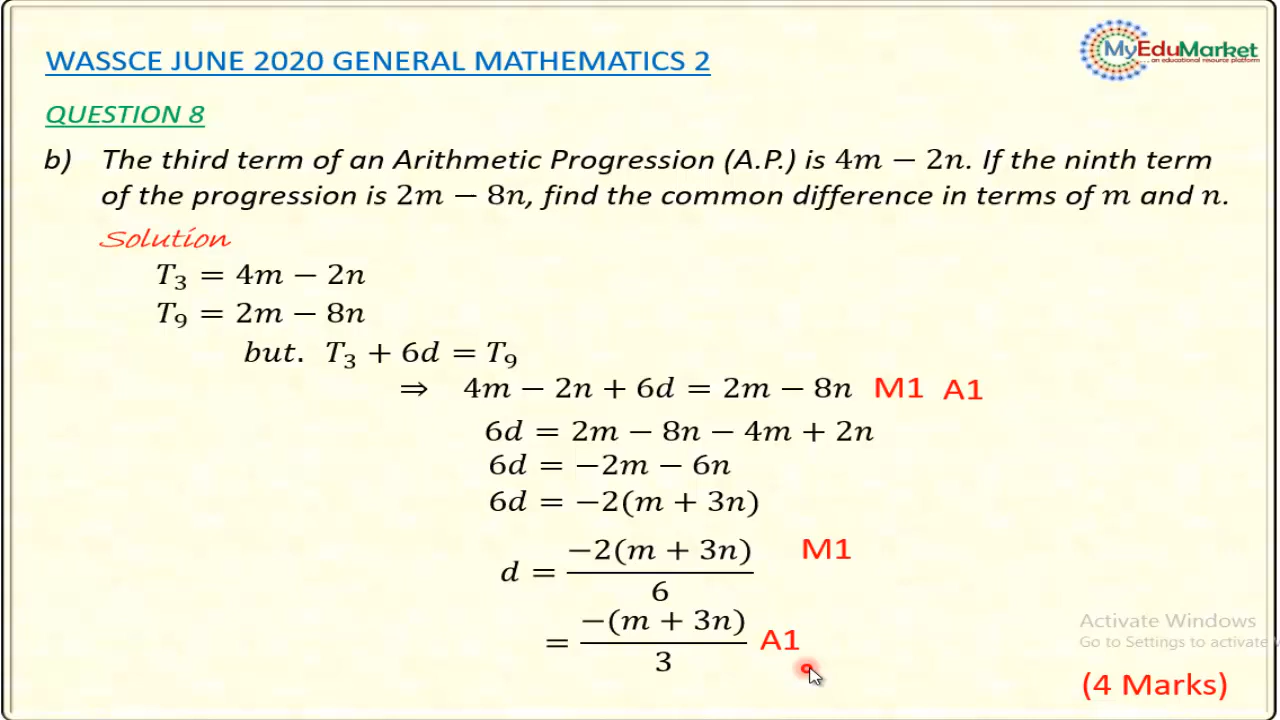 WASSCE JUNE 2020 GENERAL MATHEMATICS 2
MyEduMarket
...an educational resource platform
QUESTION 8
b) The third term of an Arithmetic Progression (A.P.) is 4m − 2n. If the ninth term
of the progression is 2m − 8n, find the common difference in terms of m and n.
Solution
T₃ = 4m − 2n
T₉ = 2m − 8n
but. T₃ + 6d = T₉
⇒ 4m − 2n + 6d = 2m − 8n M1 A1
6d = 2m − 8n − 4m + 2n
6d = −2m − 6n
6d = −2(m + 3n)
d = −2(m + 3n)/6 M1
= −(m + 3n)/3 A1
Activate Windows
Go to Settings to activate W
(4 Marks)